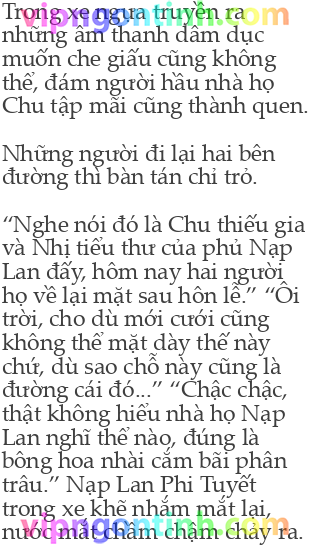 Trong xe ngựa truyền ra
vipngontinh.com
những âm thanh dâm dục
muốn che giấu cũng không
thể, đám người hầu nhà họ
Chu tập mãi cũng thành quen.
Những người đi lại hai bên
đường thì bàn tán chỉ trỏ.
“Nghe nói đó là Chu thiếu gia
và Nhị tiểu thư của phủ Nạp
Lan đấy, hôm nay hai người
họ về lại mặt sau hôn lễ.” “Ôi
trời, cho dù mới cưới cũng
không thể mặt dày thế này
chứ, dù sao chỗ này cũng là
đường cái đó...” “Chậc chậc,
thật không hiểu nhà họ Nạp
Lan nghĩ thế nào, đúng là
bông hoa nhài cắm bãi phân
trâu.” Nạp Lan Phi Tuyết
trong xe khẽ nhắm mắt lại,
nước mắt chầm chậm chảy ra.
vipngontinh.com